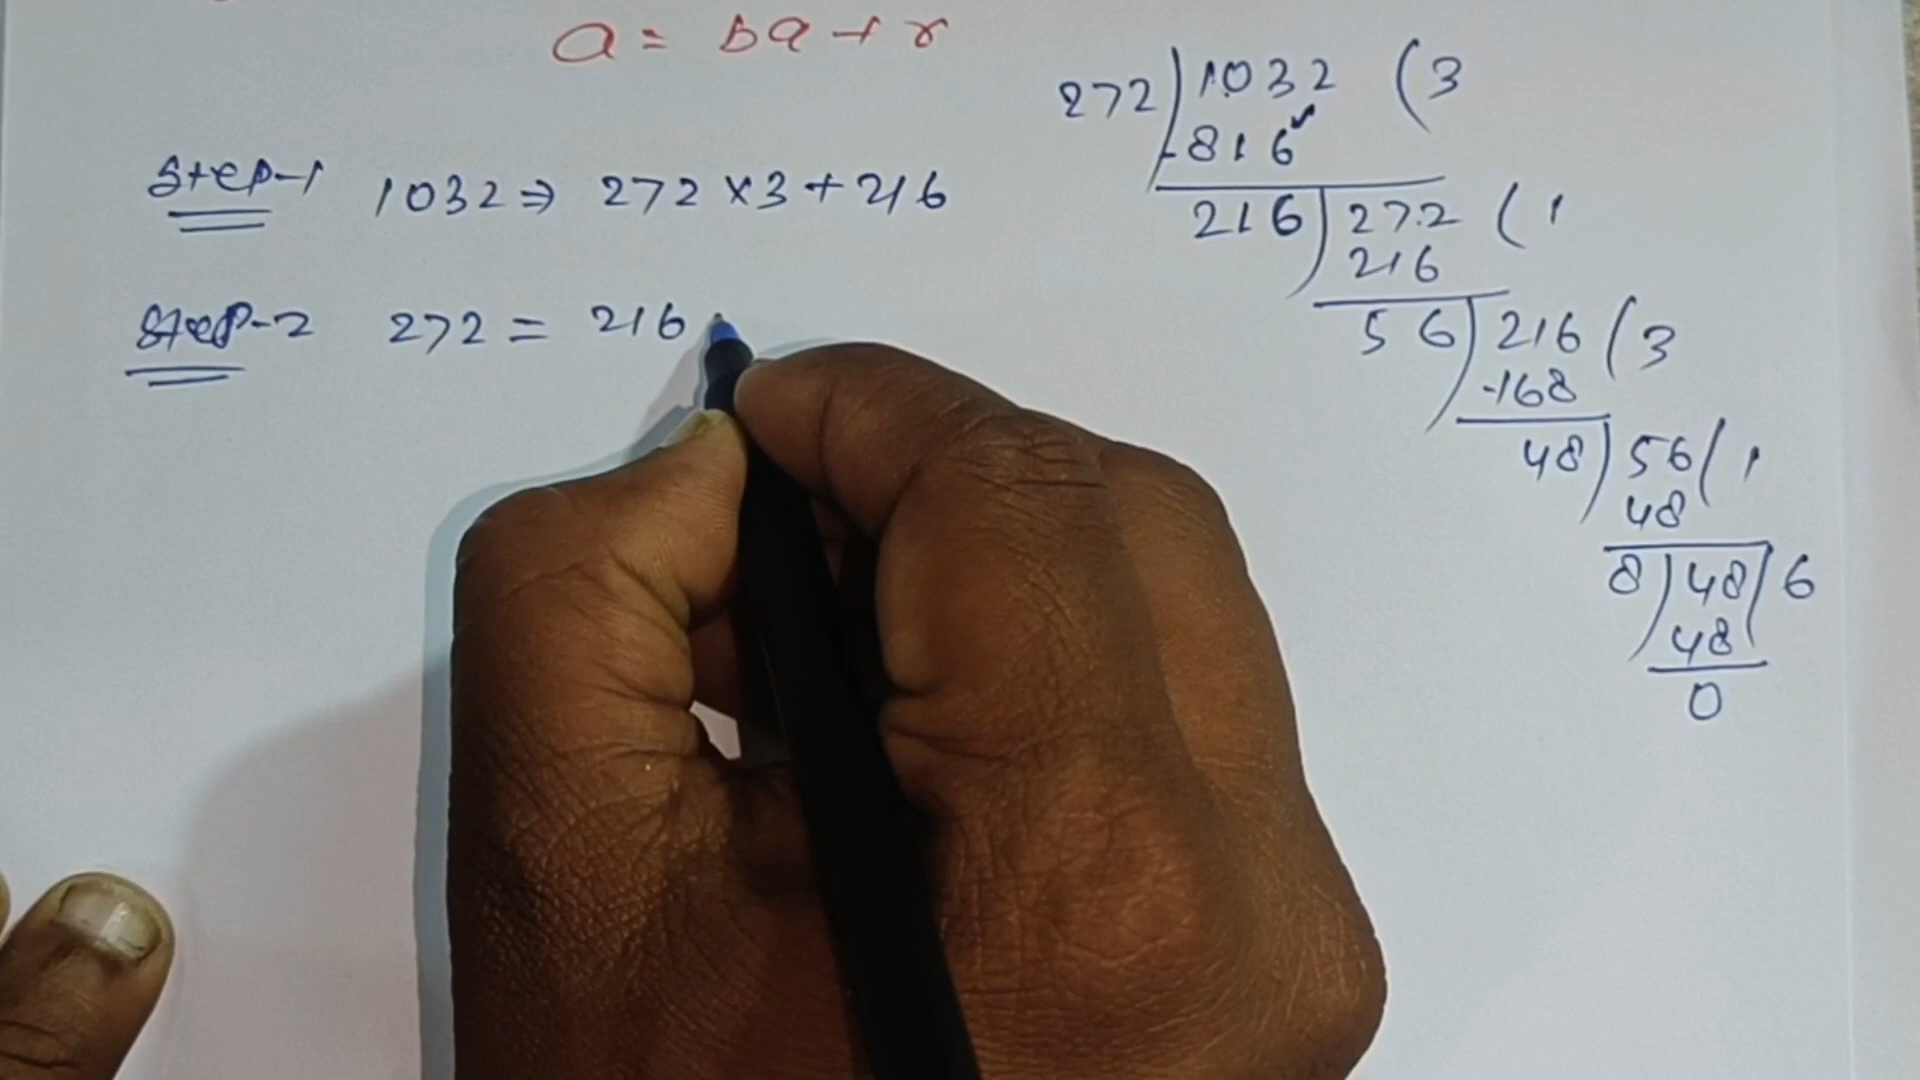 a = bq + r
Step-1 1032 ⇒ 272 × 3 + 216
Step-2 272 = 216
272 ) 1032 ( 3
- 816
216 ) 272 ( 1
216
56 ) 216 ( 3
-168
48 ) 56 ( 1
48
8 ) 48 ( 6
48
0